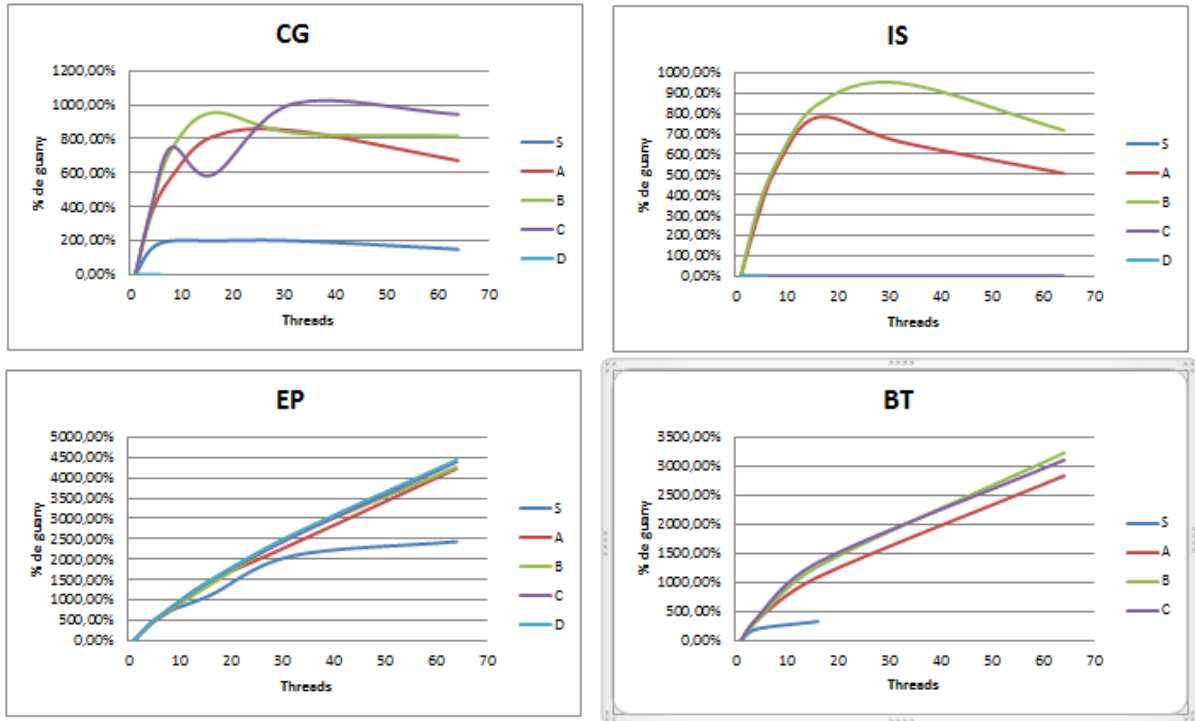 CG
% de guany
1200,00%
1000,00%
800,00%
600,00%
400,00%
200,00%
0,00%
0 10 20 30 40 50 60 70
Threads
S
A
B
C
D
IS
% de guany
1000,00%
900,00%
800,00%
700,00%
600,00%
500,00%
400,00%
300,00%
200,00%
100,00%
0,00%
0 10 20 30 40 50 60 70
Threads
S
A
B
C
D
EP
% de guany
5000,00%
4500,00%
4000,00%
3500,00%
3000,00%
2500,00%
2000,00%
1500,00%
1000,00%
500,00%
0,00%
0 10 20 30 40 50 60 70
Threads
S
A
B
C
D
BT
% de guany
3500,00%
3000,00%
2500,00%
2000,00%
1500,00%
1000,00%
500,00%
0,00%
0 10 20 30 40 50 60 70
Threads
S
A
B
C